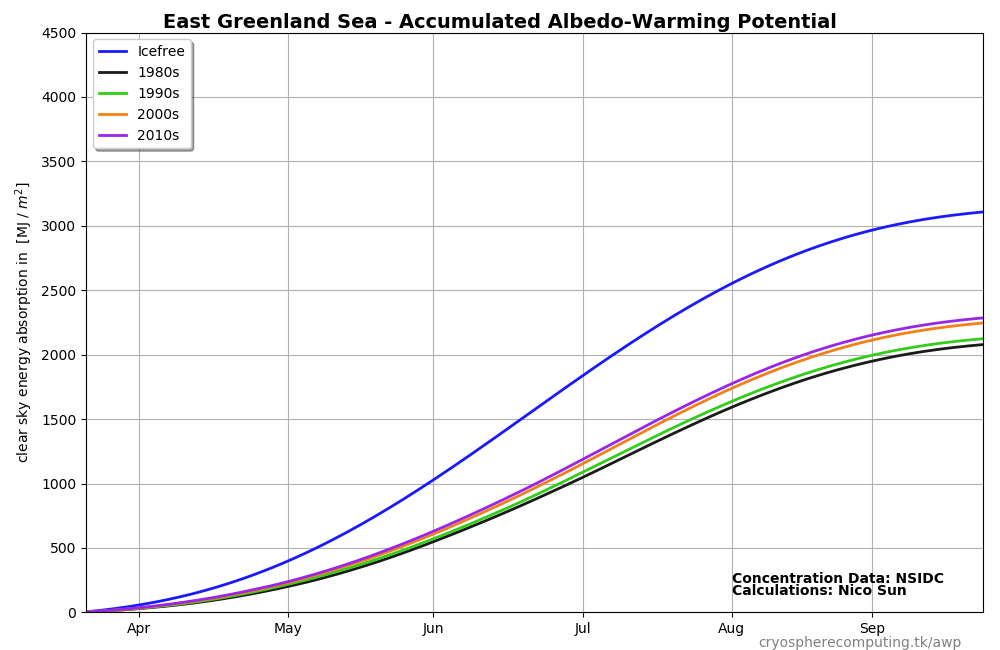 East Greenland Sea - Accumulated Albedo-Warming Potential
4500
4000
3500
3000
2500
2000
1500
1000
500
0
clear sky energy absorption in [MJ / m²]
Icefree
1980s
1990s
2000s
2010s
Concentration Data: NSIDC
Calculations: Nico Sun
Apr May Jun Jul Aug Sep
cryospherecomputing.tk/awp